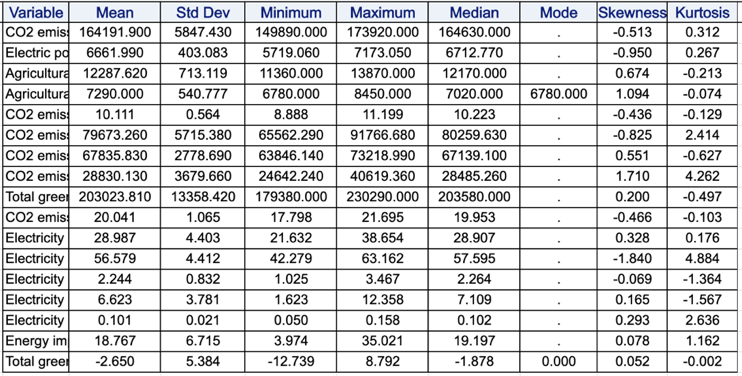 Variable Mean Std Dev Minimum Maximum Median Mode Skewness Kurtosis
CO2 emis 164191.900 5847.430 149890.000 173920.000 164630.000 . -0.513 0.312
Electric po 6661.990 403.083 5719.060 7173.050 6712.770 . -0.950 0.267
Agricultura 12287.620 713.119 11360.000 13870.000 12170.000 . 0.674 -0.213
Agricultura 7290.000 540.777 6780.000 8450.000 7020.000 6780.000 1.094 -0.074
CO2 emis 10.111 0.564 8.888 11.199 10.223 . -0.436 -0.129
CO2 emis 79673.260 5715.380 65562.290 91766.680 80259.630 . -0.825 2.414
CO2 emis 67835.830 2778.690 63846.140 73218.990 67139.100 . 0.551 -0.627
CO2 emis 28830.130 3679.660 24642.240 40619.360 28485.260 . 1.710 4.262
Total greer 203023.810 13358.420 179380.000 230290.000 203580.000 . 0.200 -0.497
CO2 emis 20.041 1.065 17.798 21.695 19.953 . -0.466 -0.103
Electricity 28.987 4.403 21.632 38.654 28.907 . 0.328 0.176
Electricity 56.579 4.412 42.279 63.162 57.595 . -1.840 4.884
Electricity 2.244 0.832 1.025 3.467 2.264 . -0.069 -1.364
Electricity 6.623 3.781 1.623 12.358 7.109 . 0.165 -1.567
Electricity 0.101 0.021 0.050 0.158 0.102 . 0.293 2.636
Energy im 18.767 6.715 3.974 35.021 19.197 . 0.078 1.162
Total greer -2.650 5.384 -12.739 8.792 -1.878 0.000 0.052 -0.002